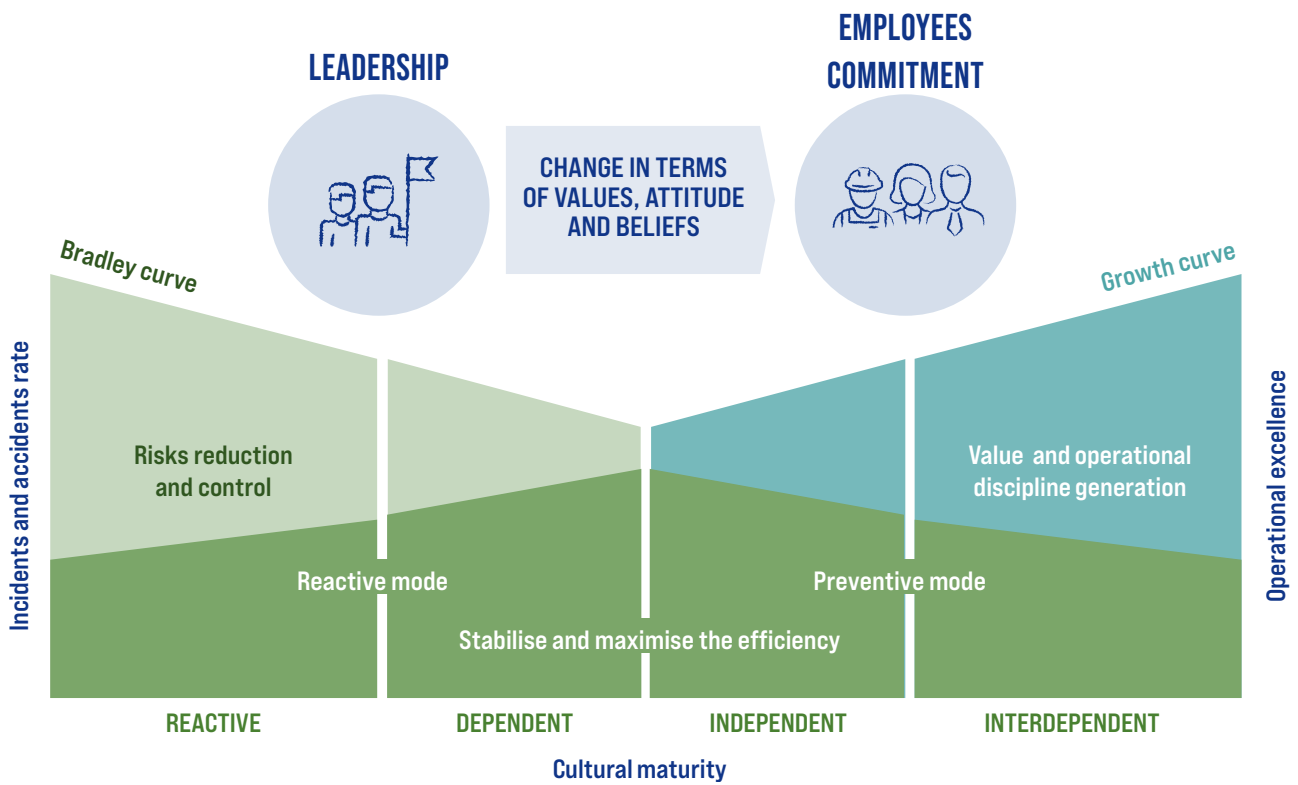 EMPLOYEES
COMMITMENT
LEADERSHIP
CHANGE IN TERMS
OF VALUES, ATTITUDE
AND BELIEFS
Bradley curve
Growth curve
Incidents and accidents rate
Operational excellence
Risks reduction
and control
Value and operational
discipline generation
Reactive mode
Preventive mode
Stabilise and maximise the efficiency
REACTIVE
DEPENDENT
INDEPENDENT
INTERDEPENDENT
Cultural maturity